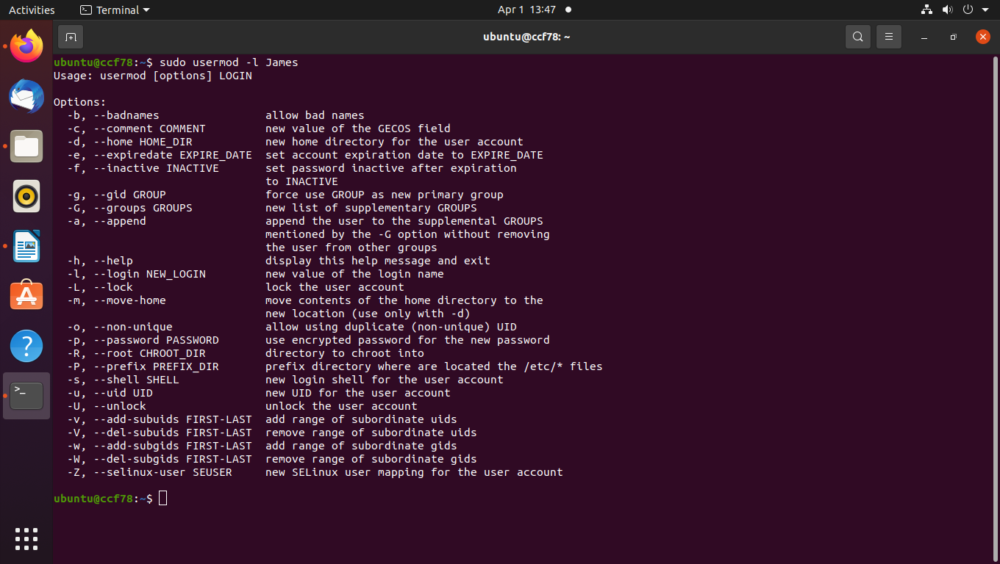 Activities
Terminal
Apr 1 13:47
ubuntu@ccf78: ~
ubuntu@ccf78:~$ sudo usermod -l James
Usage: usermod [options] LOGIN
Options:
  -b, --badnames                allow bad names
  -c, --comment COMMENT         new value of the GECOS field
  -d, --home HOME_DIR           new home directory for the user account
  -e, --expiredate EXPIRE_DATE  set account expiration date to EXPIRE_DATE
  -f, --inactive INACTIVE       set password inactive after expiration
                                to INACTIVE
  -g, --gid GROUP               force use GROUP as new primary group
  -G, --groups GROUPS           new list of supplementary GROUPS
  -a, --append                  append the user to the supplemental GROUPS
                                mentioned by the -G option without removing
                                the user from other groups
  -h, --help                    display this help message and exit
  -l, --login NEW_LOGIN         new value of the login name
  -L, --lock                    lock the user account
  -m, --move-home               move contents of the home directory to the
                                new location (use only with -d)
  -o, --non-unique              allow using duplicate (non-unique) UID
  -p, --password PASSWORD       use encrypted password for the new password
  -R, --root CHROOT_DIR         directory to chroot into
  -P, --prefix PREFIX_DIR       prefix directory where are located the /etc/* files
  -s, --shell SHELL             new login shell for the user account
  -u, --uid UID                 new UID for the user account
  -U, --unlock                  unlock the user account
  -v, --add-subuids FIRST-LAST  add range of subordinate uids
  -V, --del-subuids FIRST-LAST  remove range of subordinate uids
  -w, --add-subgids FIRST-LAST  add range of subordinate gids
  -W, --del-subgids FIRST-LAST  remove range of subordinate gids
  -Z, --selinux-user SEUSER     new SELinux user mapping for the user account
ubuntu@ccf78:~$